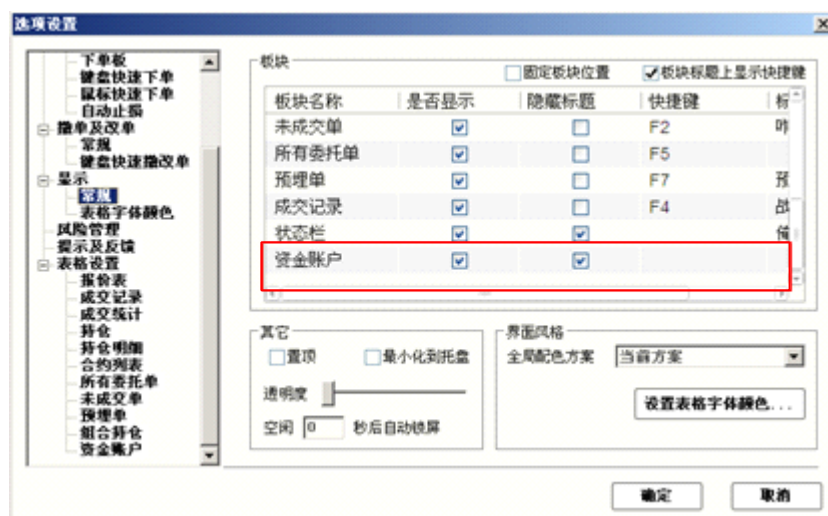 选项设置
下单板
键盘快速下单
鼠标快速下单
自动止损
撤单及改单
常规
键盘快速撤改单
显示
常规
表格字体颜色
风险管理
提示及反馈
表格设置
报价表
成交记录
成交统计
持仓
持仓明细
合约列表
所有委托单
未成交单
预埋单
组合持仓
资金账户
板块
固定板块位置 板块标题上显示快捷键
板块名称 是否显示 隐藏标题 快捷键 标
未成交单 F2
所有委托单 F5
预埋单 F7 预
成交记录 F4
状态栏
资金账户
其它
置顶 最小化到托盘
透明度
空闲 0 秒后自动锁屏
界面风格
全局配色方案 当前方案
设置表格字体颜色...
确定 取消